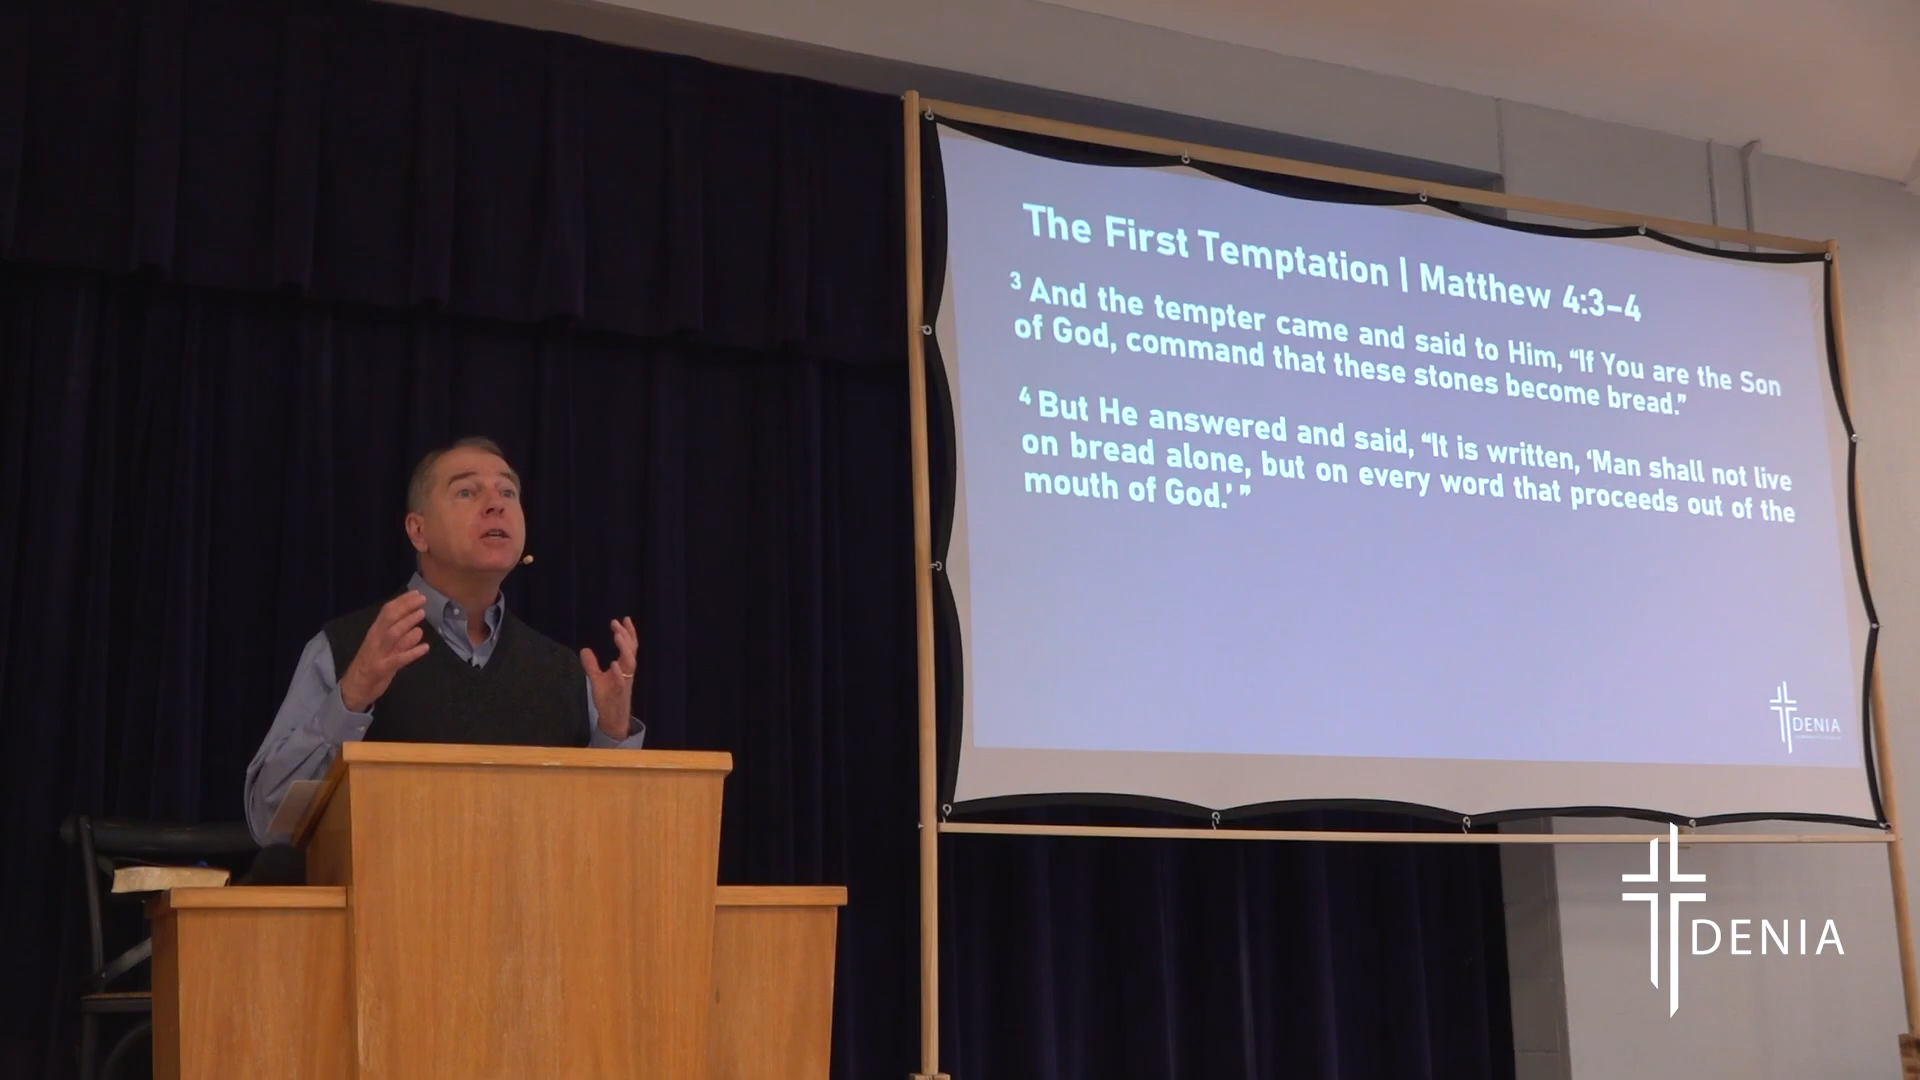 The First Temptation | Matthew 4:3–4
3 And the tempter came and said to Him, “If You are the Son
of God, command that these stones become bread.”
4 But He answered and said, “It is written, ‘Man shall not live
on bread alone, but on every word that proceeds out of the
mouth of God.’ ”
DENIA
DENIA